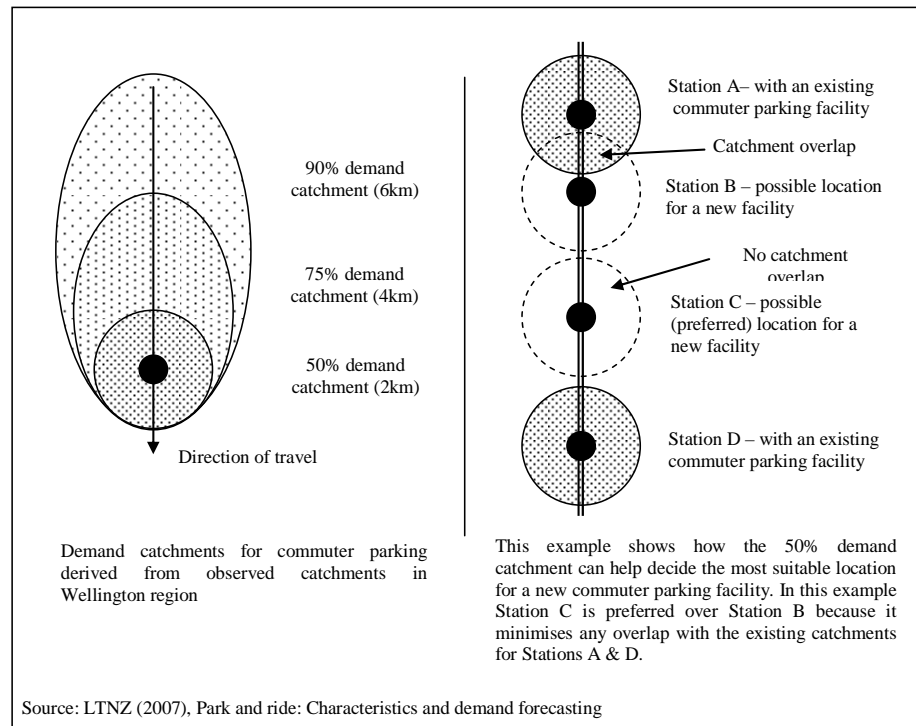 90% demand
catchment (6km)
75% demand
catchment (4km)
50% demand
catchment (2km)
Direction of travel
Demand catchments for commuter parking
derived from observed catchments in
Wellington region
Station A– with an existing
commuter parking facility
Catchment overlap
Station B – possible location
for a new facility
No catchment
overlap
Station C – possible
(preferred) location for a
new facility
Station D – with an existing
commuter parking facility
This example shows how the 50% demand
catchment can help decide the most suitable location
for a new commuter parking facility. In this example
Station C is preferred over Station B because it
minimises any overlap with the existing catchments
for Stations A & D.
Source: LTNZ (2007), Park and ride: Characteristics and demand forecasting